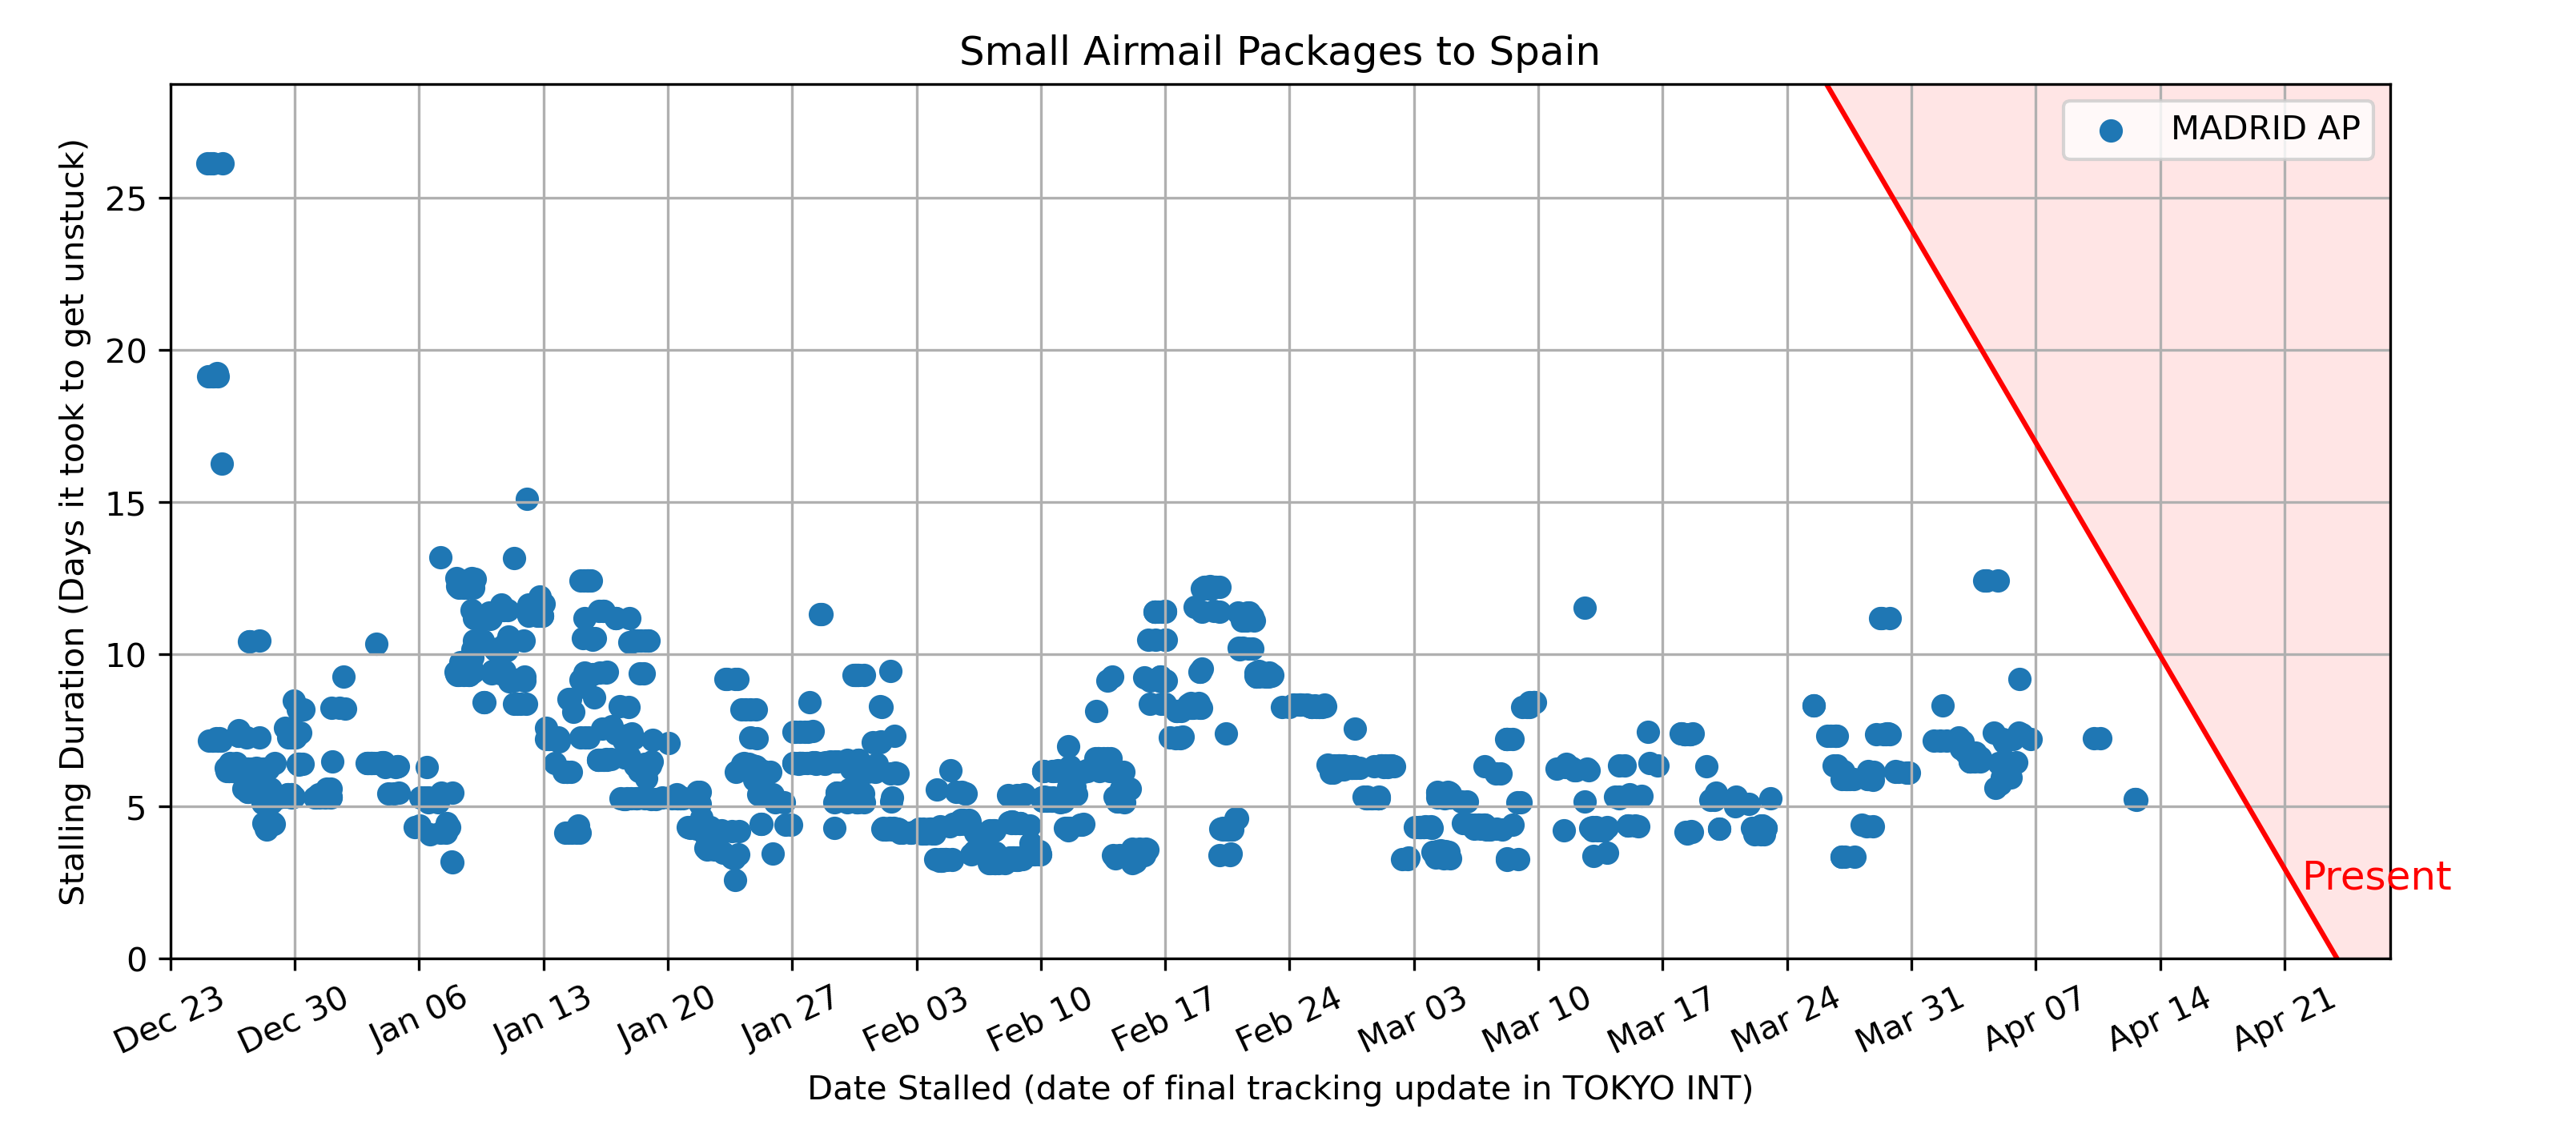 Small Airmail Packages to Spain
MADRID AP
Stalling Duration (Days it took to get unstuck)
25
20
15
10
5
0
Present
Dec 23
Dec 30
Jan 06
Jan 13
Jan 20
Jan 27
Feb 03
Feb 10
Feb 17
Feb 24
Mar 03
Mar 10
Mar 17
Mar 24
Mar 31
Apr 07
Apr 14
Apr 21
Date Stalled (date of final tracking update in TOKYO INT)